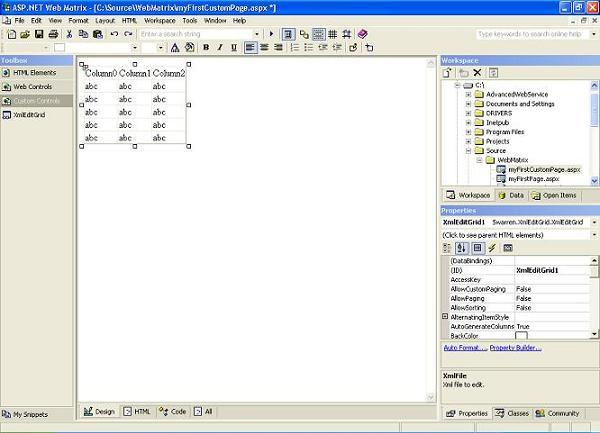 ASP.NET Web Matrix - [C:\Source\WebMatrix\myFirstCustomPage.aspx *]
File Edit View Format Layout HTML Workspace Tools Window Help
Enter a search string
Type keywords to search online help
B I U
Toolbox
HTML Elements
Web Controls
Custom Controls
XmlEditGrid
My Snippets
Column0 Column1 Column2
abc abc abc
abc abc abc
abc abc abc
abc abc abc
abc abc abc
Design HTML Code All
Workspace
C:\
AdvancedWebService
Documents and Settings
DRIVERS
Inetpub
Program Files
Projects
Source
WebMatrix
myFirstCustomPage.aspx
myFirstPage.aspx
Workspace Data Open Items
Properties
XmlEditGrid1 Swarren.XmlEditGrid.XmlEditGrid
(Click to see parent HTML elements)
(DataBindings)
(ID) XmlEditGrid1
AccessKey
AllowCustomPaging False
AllowPaging False
AllowSorting False
AlternatingItemStyle
AutoGenerateColumns True
BackColor
Auto Format..., Property Builder...
XmlFile
Xml file to edit.
Properties Classes Community